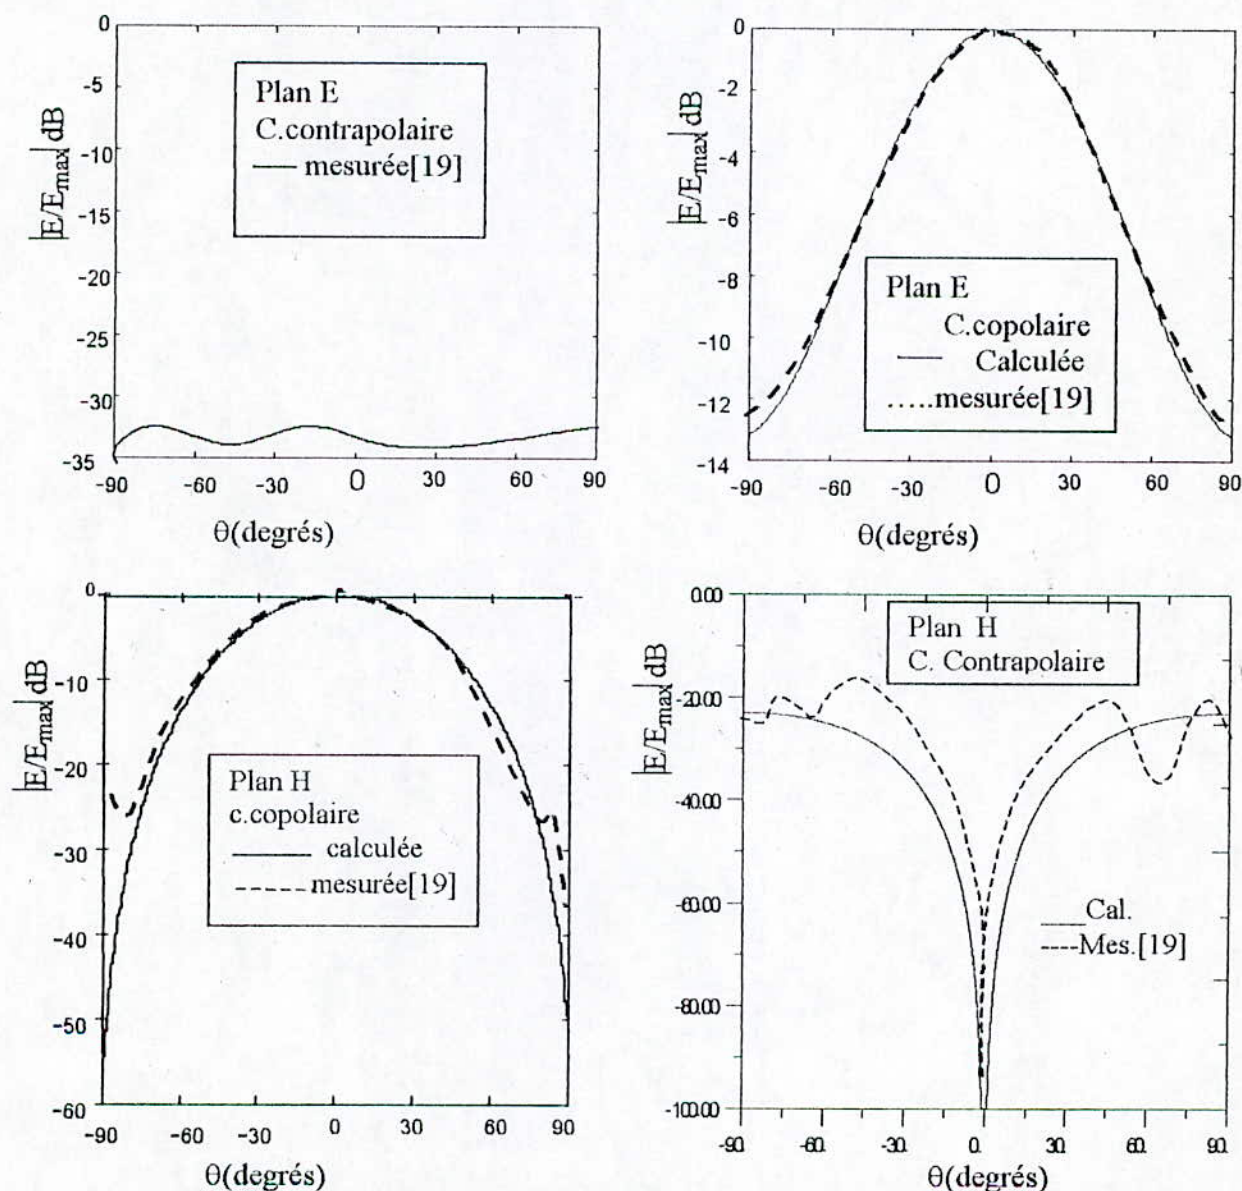 0
-5
-10
-15
-20
-25
-30
-35
|E/E_max| dB
Plan E
C.contrapolaire
mesurée[19]
-90 -60 -30 0 30 60 90
θ(degrés)
0
-2
-4
-6
-8
-10
-12
-14
|E/E_max| dB
Plan E
C.copolaire
Calculée
.....mesurée[19]
-90 -60 -30 0 30 60 90
θ(degrés)
0
-10
-20
-30
-40
-50
-60
|E/E_max| dB
Plan H
c.copolaire
calculée
mesurée[19]
-90 -60 -30 0 30 60 90
θ(degrés)
0.00
-20.00
-40.00
-60.00
-80.00
-100.00
|E/E_max| dB
Plan H
C. Contrapolaire
Cal.
Mes.[19]
-90. -60. -30. 0. 30. 60. 90.
θ(degrés)